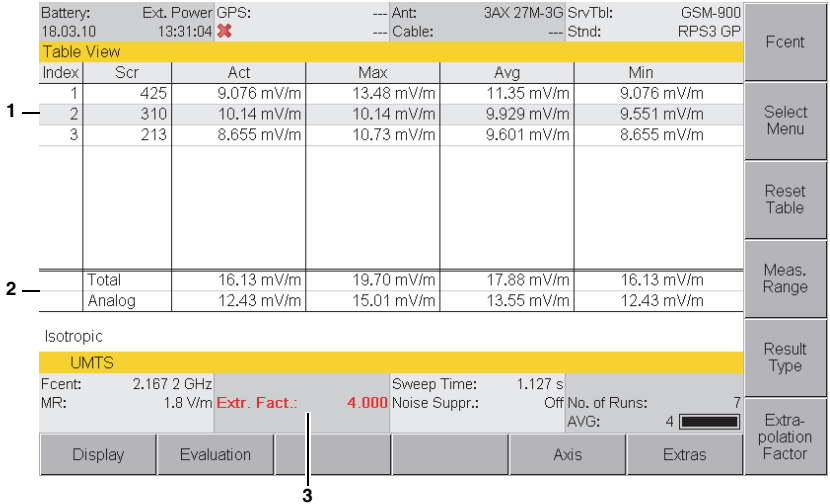 Battery: Ext. Power GPS: --- Ant: 3AX 27M-3G SrvTbl: GSM-900
18.03.10 13:31:04 --- Cable: --- Stnd: RPS3 GP
Fcent
Table View
Index Scr Act Max Avg Min
1 425 9.076 mV/m 13.48 mV/m 11.35 mV/m 9.076 mV/m
1 2 310 10.14 mV/m 10.14 mV/m 9.929 mV/m 9.551 mV/m
Select
Menu
3 213 8.655 mV/m 10.73 mV/m 9.601 mV/m 8.655 mV/m
Reset
Table
Meas.
Range
2
Total 16.13 mV/m 19.70 mV/m 17.88 mV/m 16.13 mV/m
Analog 12.43 mV/m 15.01 mV/m 13.55 mV/m 12.43 mV/m
Isotropic
Result
Type
UMTS
Fcent: 2.167 2 GHz Sweep Time: 1.127 s
MR: 1.8 V/m Extr. Fact.: 4.000 Noise Suppr.: Off No. of Runs: 7
AVG: 4
Extra-
polation
Factor
Display Evaluation Axis Extras
3